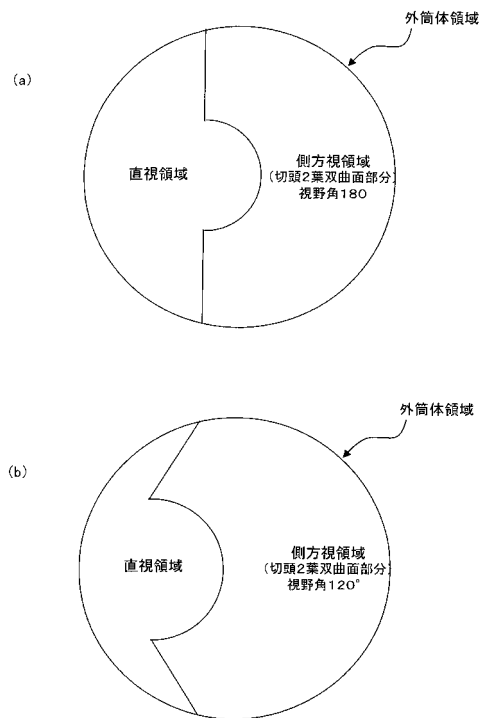 外筒体領域
(a)
直視領域
側方視領域
(切頭2葉双曲面部分)
視野角180
外筒体領域
(b)
直視領域
側方視領域
(切頭2葉双曲面部分)
視野角120°